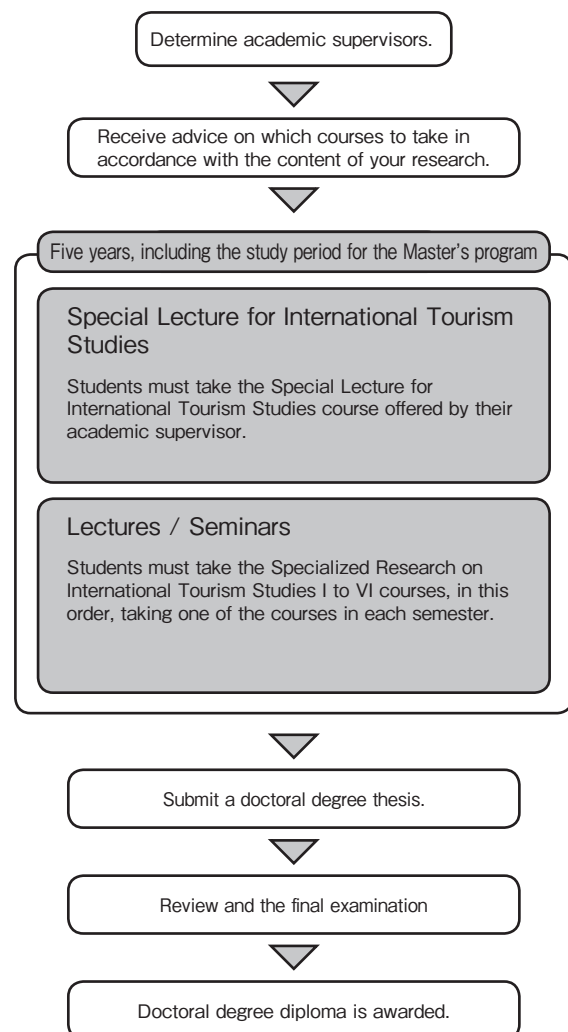 Determine academic supervisors.
Receive advice on which courses to take in
accordance with the content of your research.
Five years, including the study period for the Master's program
Special Lecture for International Tourism
Studies
Students must take the Special Lecture for
International Tourism Studies course offered by their
academic supervisor.
Lectures / Seminars
Students must take the Specialized Research on
International Tourism Studies I to VI courses, in this
order, taking one of the courses in each semester.
Submit a doctoral degree thesis.
Review and the final examination
Doctoral degree diploma is awarded.